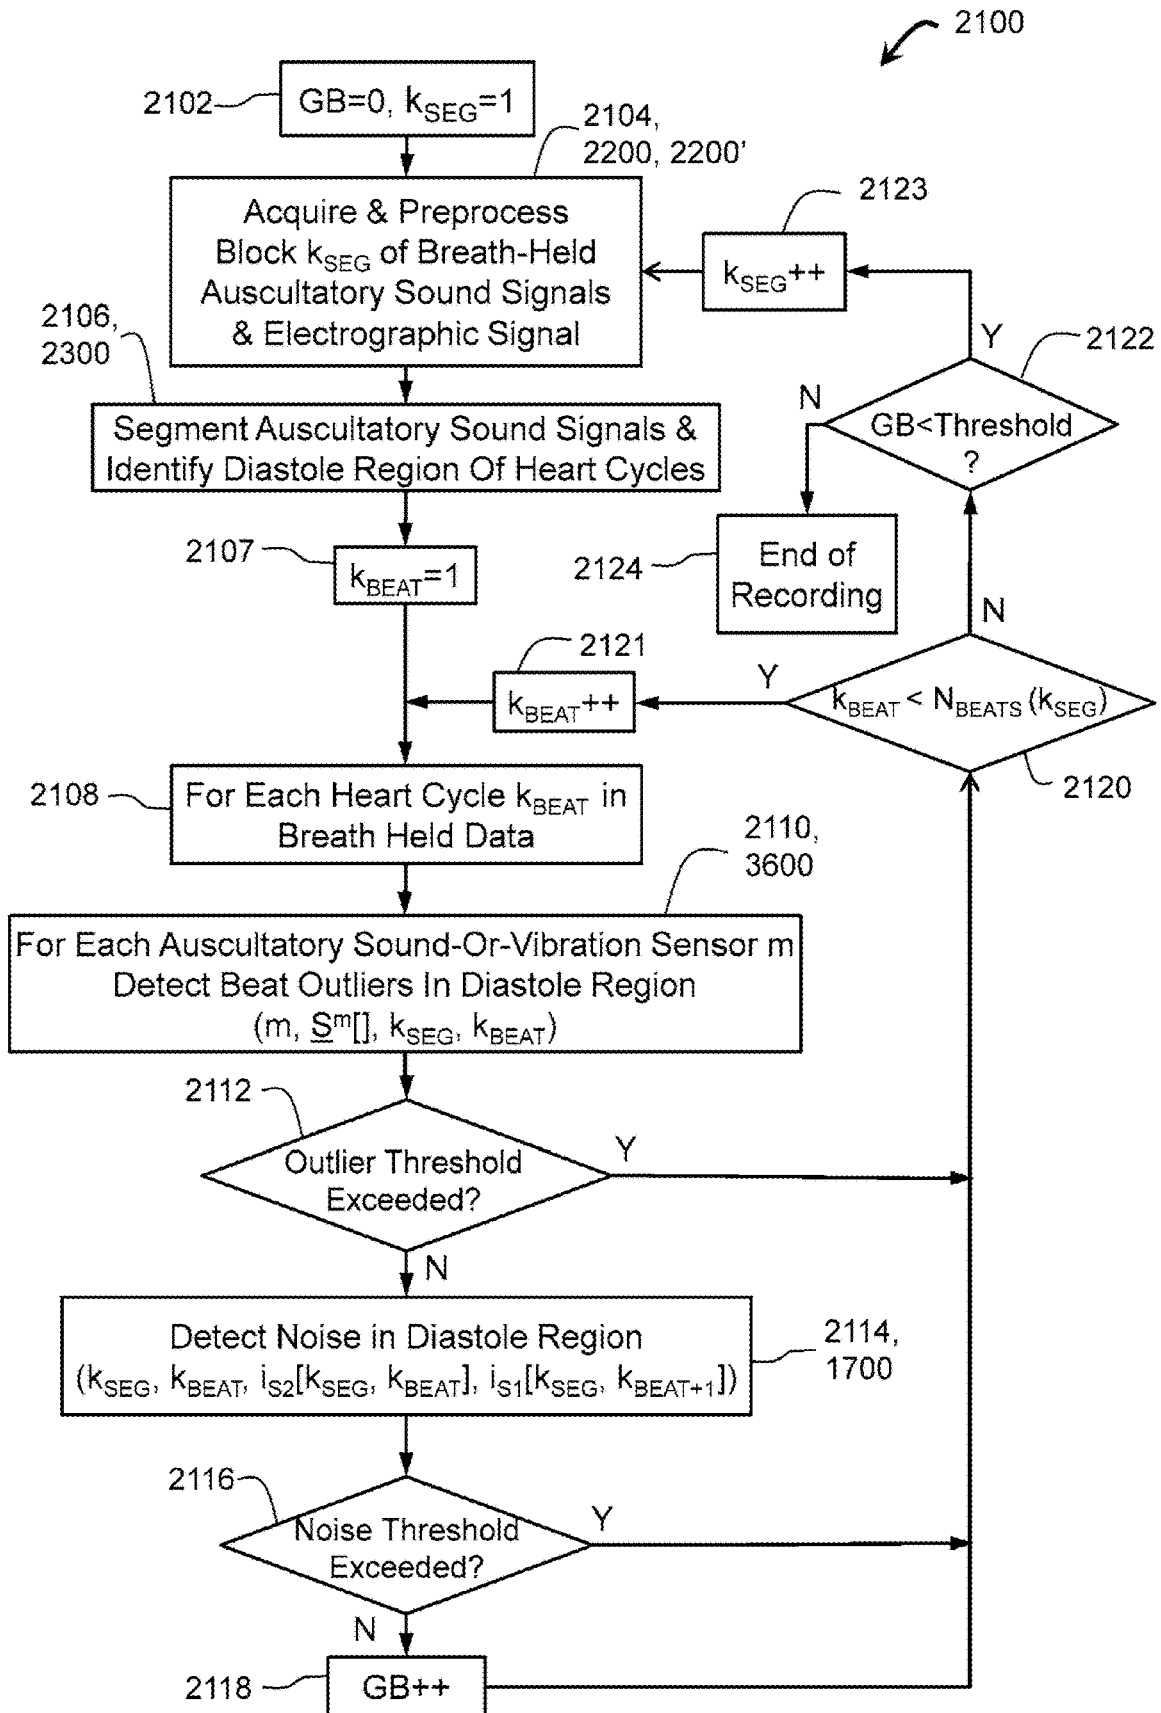 2100
2102
GB=0, kSEG=1
2104,
2200, 2200’
Acquire & Preprocess
Block kSEG of Breath-Held
Auscultatory Sound Signals
& Electrographic Signal
2123
kSEG++
2106,
2300
Segment Auscultatory Sound Signals &
Identify Diastole Region Of Heart Cycles
Y
2122
N
GB<Threshold
?
2107
kBEAT=1
2124
End of
Recording
N
2121
kBEAT++
Y
kBEAT < NBEATS (kSEG)
2120
2108
For Each Heart Cycle kBEAT in
Breath Held Data
2110,
3600
For Each Auscultatory Sound-Or-Vibration Sensor m
Detect Beat Outliers In Diastole Region
(m, S^m[], kSEG, kBEAT)
2112
Outlier Threshold
Exceeded?
Y
N
Detect Noise in Diastole Region
(kSEG, kBEAT, iS2[kSEG, kBEAT], iS1[kSEG, kBEAT+1])
2114,
1700
2116
Noise Threshold
Exceeded?
Y
N
2118
GB++